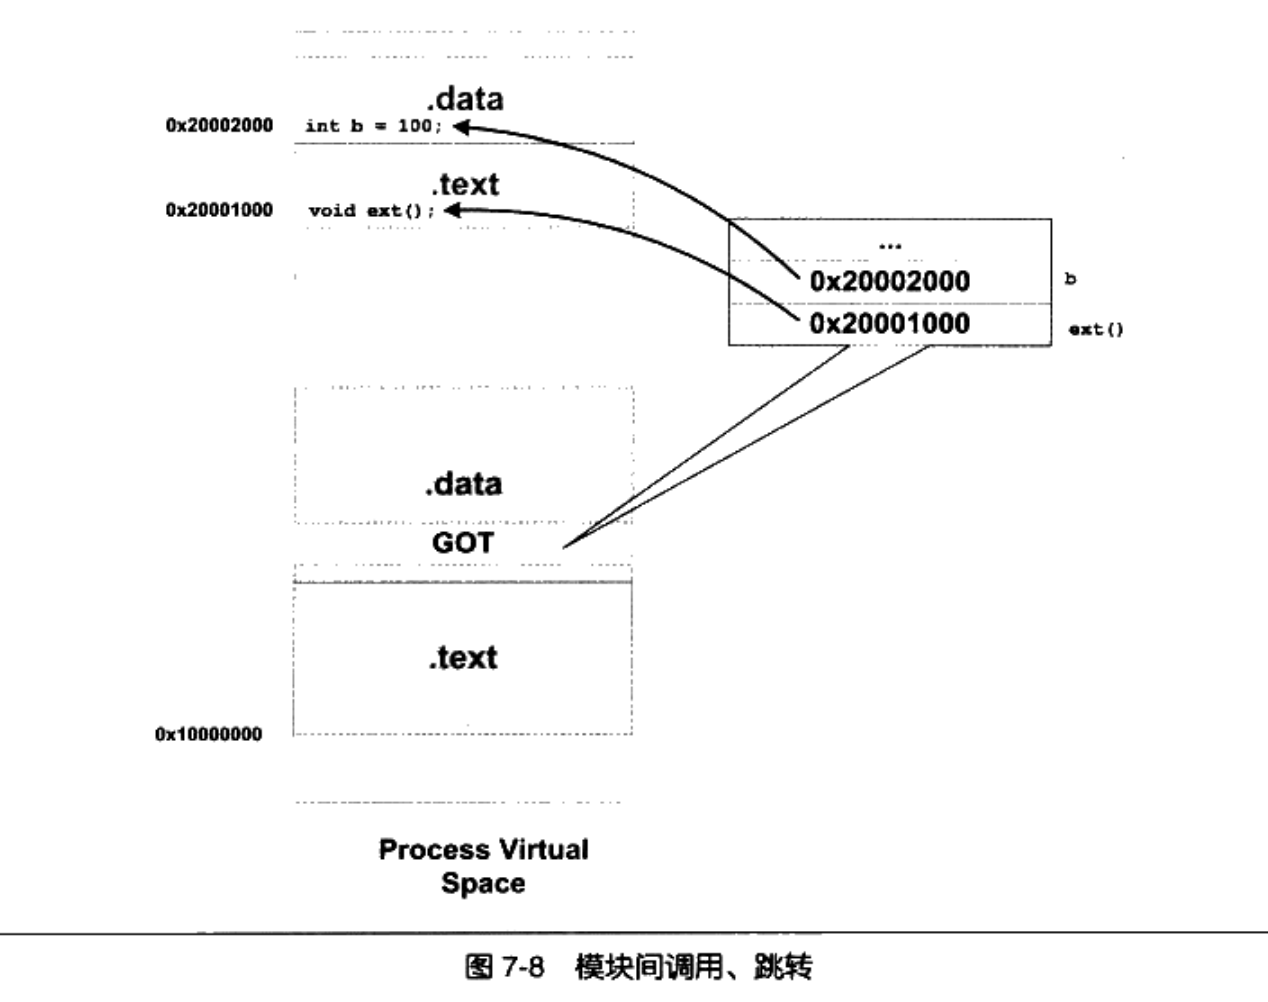 .data
0x20002000 int b = 100;
.text
0x20001000 void ext();
...
0x20002000 b
0x20001000 ext()
.data
GOT
.text
0x10000000
Process Virtual
Space
图 7-8 模块间调用、跳转